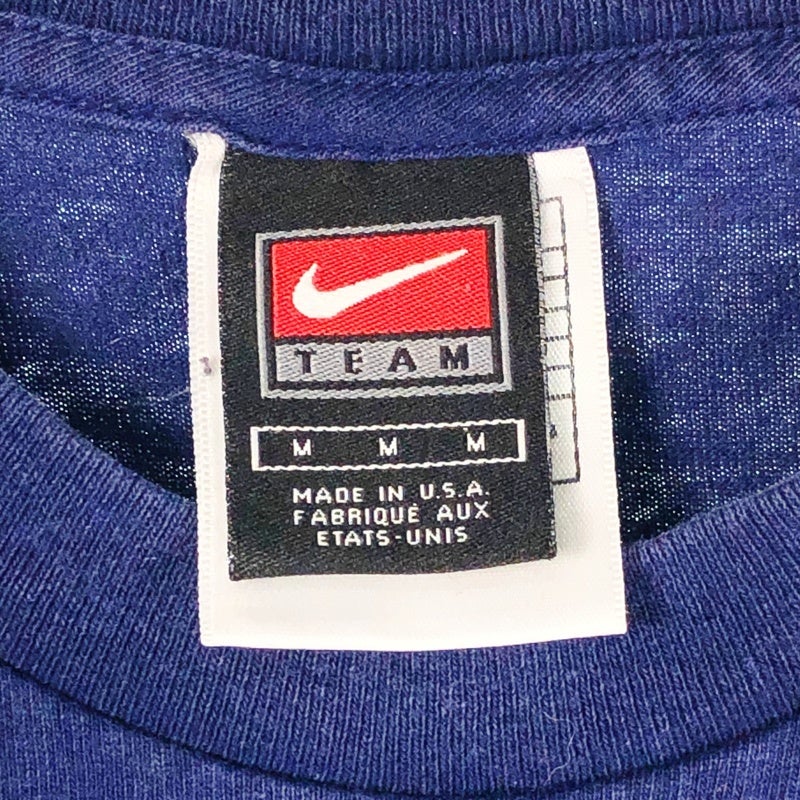 TEAM
M M M
MADE IN U.S.A.
FABRIQUÉ AUX
ETATS-UNIS